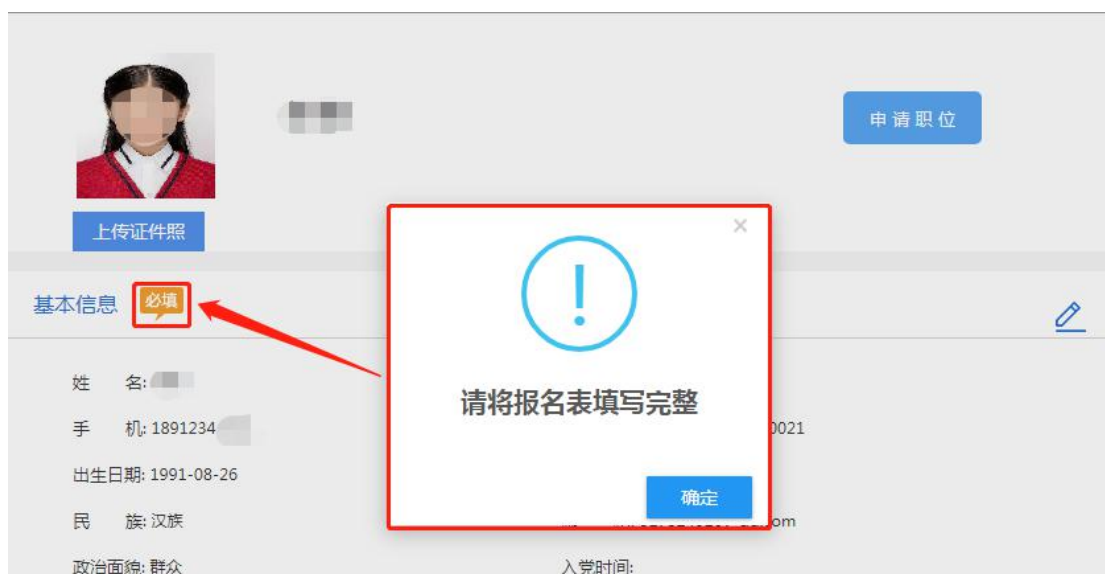 申请职位
上传证件照
基本信息 必填
请将报名表填写完整
确定
姓 名:
手 机: 1891234
0021
出生日期: 1991-08-26
民 族: 汉族
om
政治面貌: 群众 入党时间: